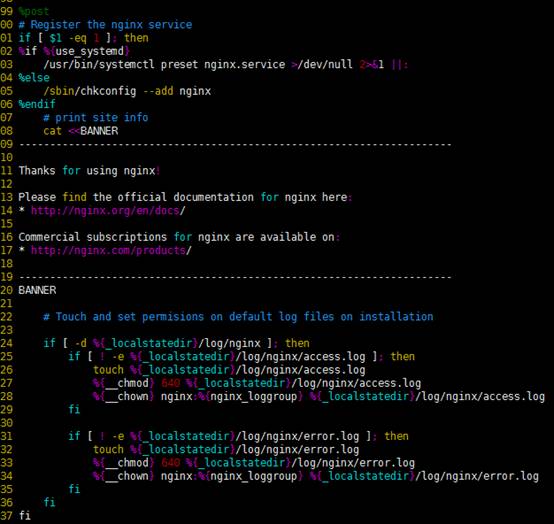 99 %post
00 # Register the nginx service
01 if [ $1 -eq 1 ]; then
02 %if %{use_systemd}
03     /usr/bin/systemctl preset nginx.service >/dev/null 2>&1 ||:
04 %else
05     /sbin/chkconfig --add nginx
06 %endif
07     # print site info
08     cat <<BANNER
09 ----------------------------------------------------------------------
10
11 Thanks for using nginx!
12
13 Please find the official documentation for nginx here:
14 * http://nginx.org/en/docs/
15
16 Commercial subscriptions for nginx are available on:
17 * http://nginx.com/products/
18
19 ----------------------------------------------------------------------
20 BANNER
21
22     # Touch and set permisions on default log files on installation
23
24     if [ -d %{_localstatedir}/log/nginx ]; then
25         if [ ! -e %{_localstatedir}/log/nginx/access.log ]; then
26             touch %{_localstatedir}/log/nginx/access.log
27             %{__chmod} 640 %{_localstatedir}/log/nginx/access.log
28             %{__chown} nginx:%{nginx_loggroup} %{_localstatedir}/log/nginx/access.log
29         fi
30
31         if [ ! -e %{_localstatedir}/log/nginx/error.log ]; then
32             touch %{_localstatedir}/log/nginx/error.log
33             %{__chmod} 640 %{_localstatedir}/log/nginx/error.log
34             %{__chown} nginx:%{nginx_loggroup} %{_localstatedir}/log/nginx/error.log
35         fi
36     fi
37 fi